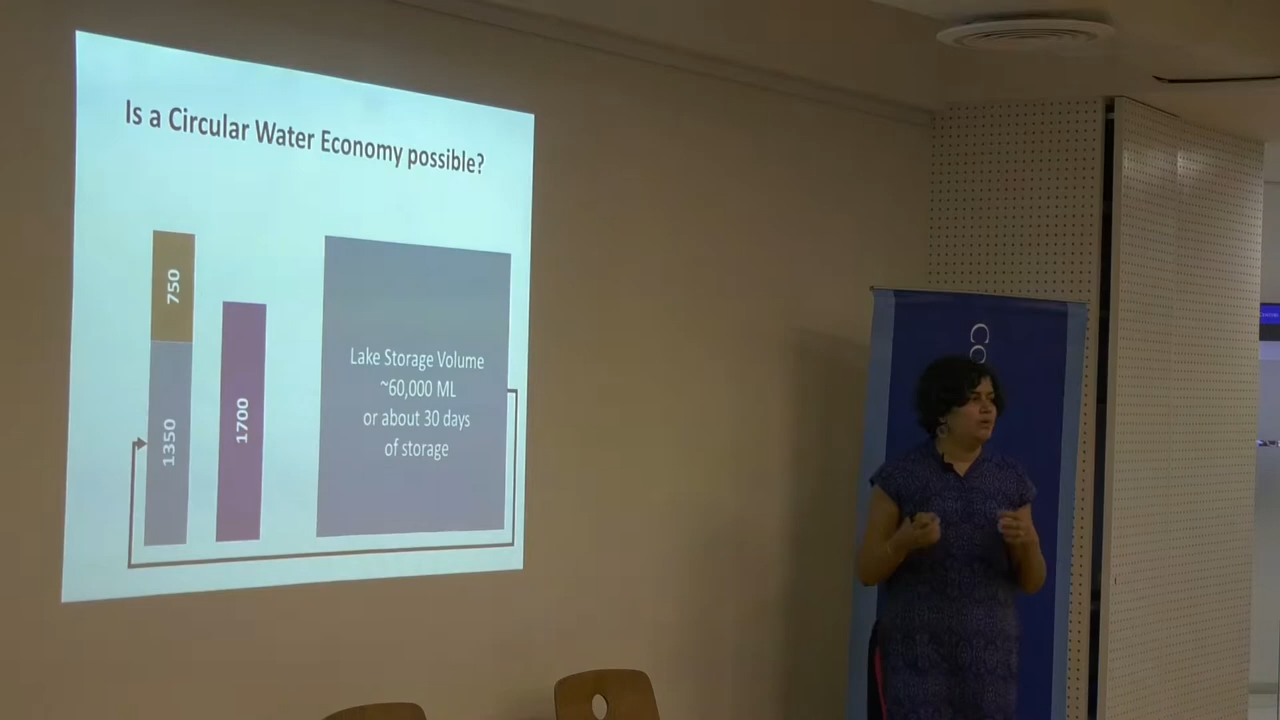 Is a Circular Water Economy possible?
750
1350
1700
Lake Storage Volume
~60,000 ML
or about 30 days
of storage
Co